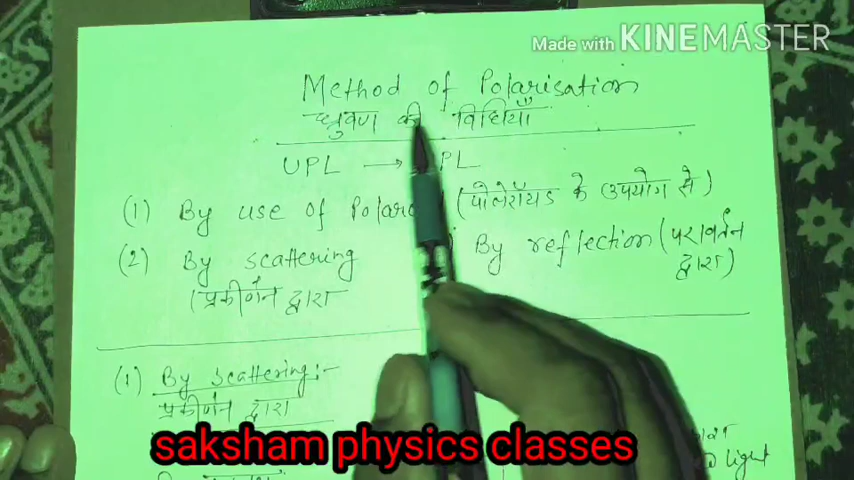 Made with KINEMASTER
Method of Polarisation
ध्रुवण की विधियाँ
UPL → PL
(1) By use of (पोलेरॉयड के उपयोग से)
(2) By scattering By reflection (परावर्तन
(प्रकीर्णन द्वारा द्वारा)
(1) By scattering :-
प्रकीर्णन द्वारा
light
saksham physics classes